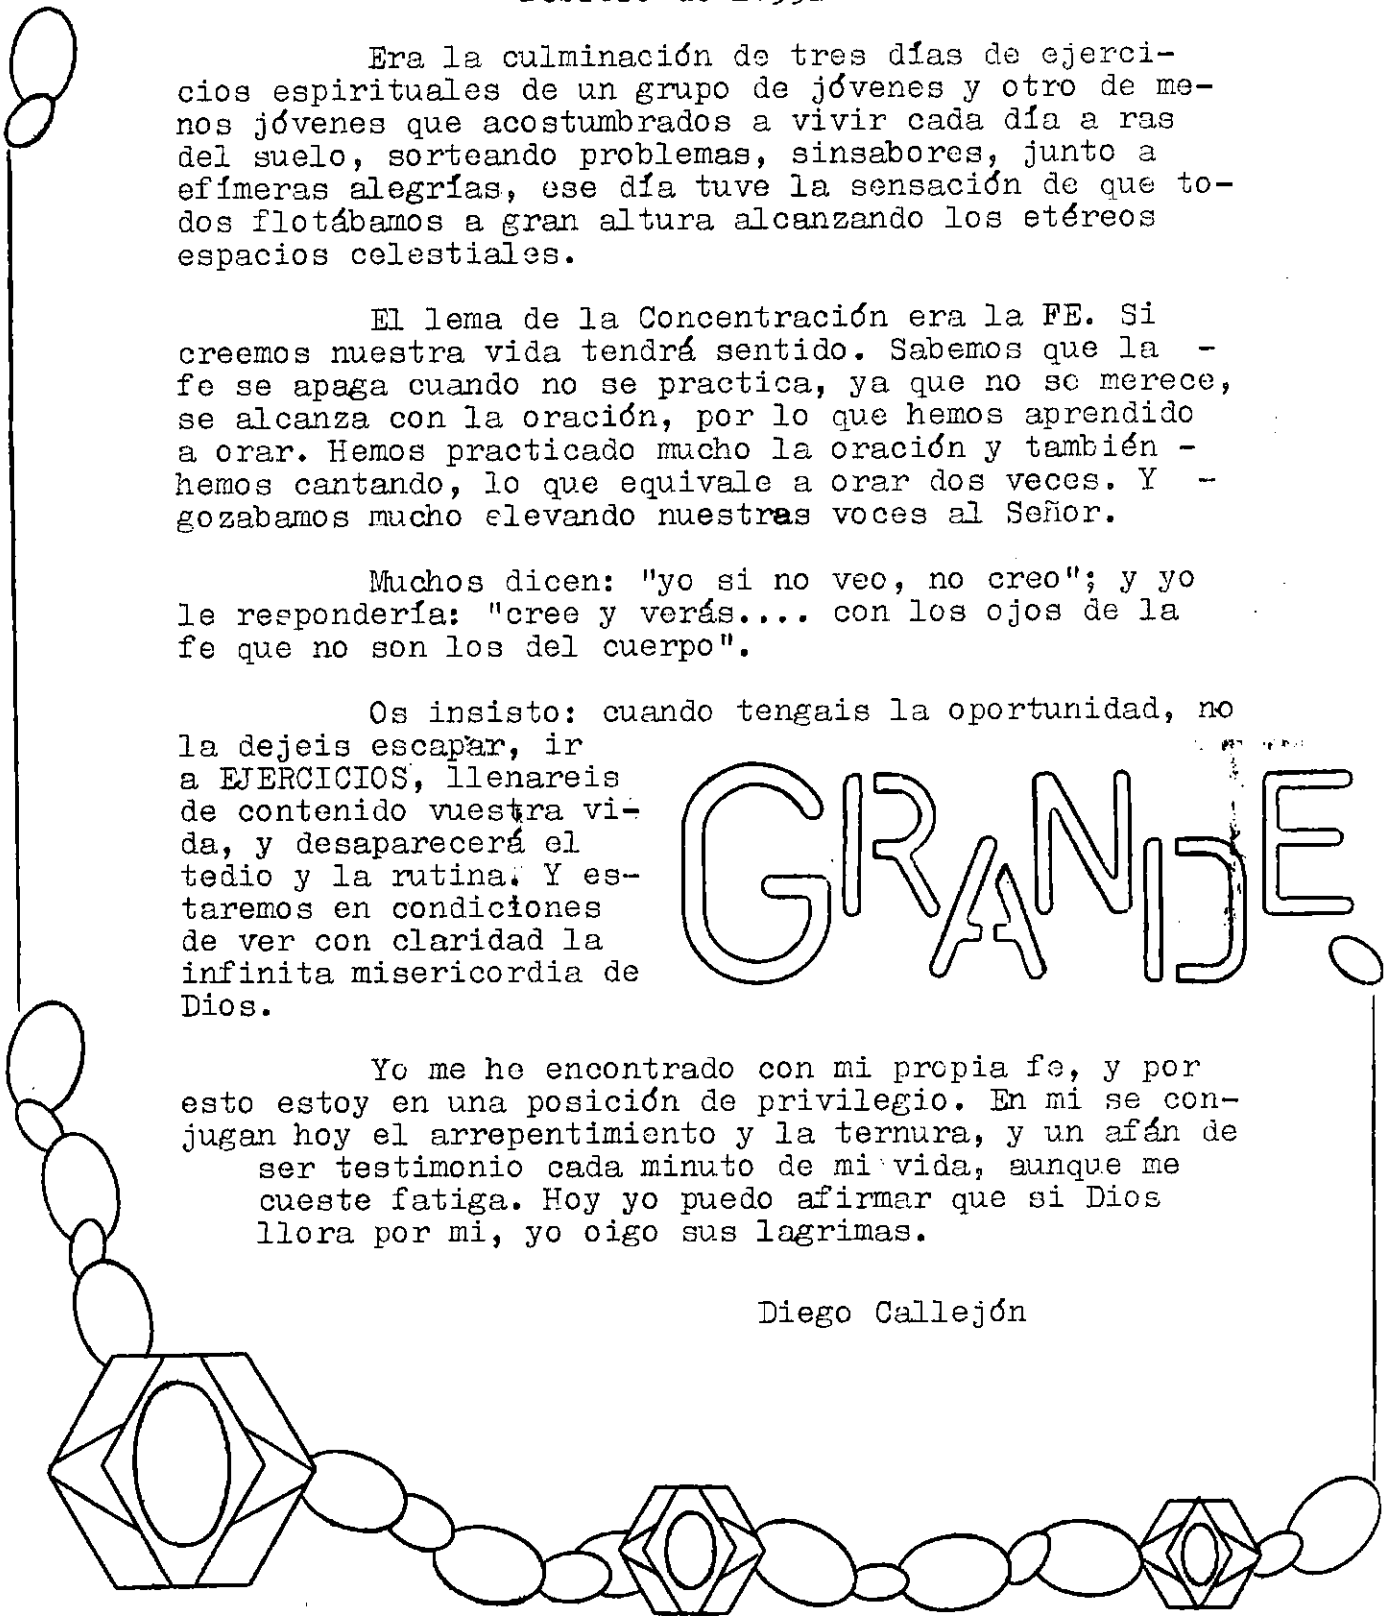 Era la culminación de tres días de ejerci-
cios espirituales de un grupo de jóvenes y otro de me-
nos jóvenes que acostumbrados a vivir cada día a ras
del suelo, sorteando problemas, sinsabores, junto a
efímeras alegrías, ese día tuve la sensación de que to-
dos flotábamos a gran altura alcanzando los etéreos
espacios celestiales.
El lema de la Concentración era la FE. Si
creemos nuestra vida tendrá sentido. Sabemos que la -
fe se apaga cuando no se practica, ya que no se merece,
se alcanza con la oración, por lo que hemos aprendido
a orar. Hemos practicado mucho la oración y también -
hemos cantando, lo que equivale a orar dos veces. Y -
gozabamos mucho elevando nuestras voces al Señor.
Muchos dicen: "yo si no veo, no creo"; y yo
le respondería: "cree y verás.... con los ojos de la
fe que no son los del cuerpo".
Os insisto: cuando tengais la oportunidad, no
la dejeis escapar, ir
a EJERCICIOS, llenareis
de contenido vuestra vi-
da, y desaparecerá el
tedio y la rutina. Y es-
taremos en condiciones
de ver con claridad la
infinita misericordia de
Dios.
GRANDE
Yo me he encontrado con mi propia fe, y por
esto estoy en una posición de privilegio. En mi se con-
jugan hoy el arrepentimiento y la ternura, y un afán de
ser testimonio cada minuto de mi vida, aunque me
cueste fatiga. Hoy yo puedo afirmar que si Dios
llora por mi, yo oigo sus lagrimas.
Diego Callejón